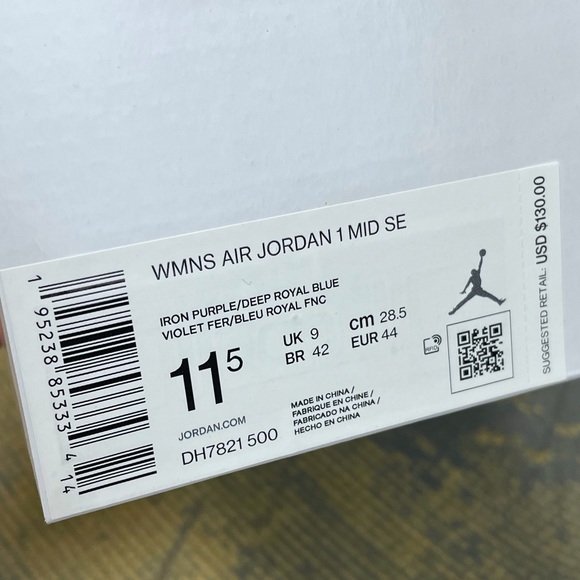 WMNS AIR JORDAN 1 MID SE
IRON PURPLE/DEEP ROYAL BLUE
VIOLET FER/BLEU ROYAL FNC
11⁵
UK 9
BR 42
cm 28.5
EUR 44
RFID
JORDAN.COM
DH7821 500
MADE IN CHINA /
FABRIQUE EN CHINE /
FABRICADO NA CHINA /
HECHO EN CHINA
SUGGESTED RETAIL: USD $130.00
1 95238 85333 4 14